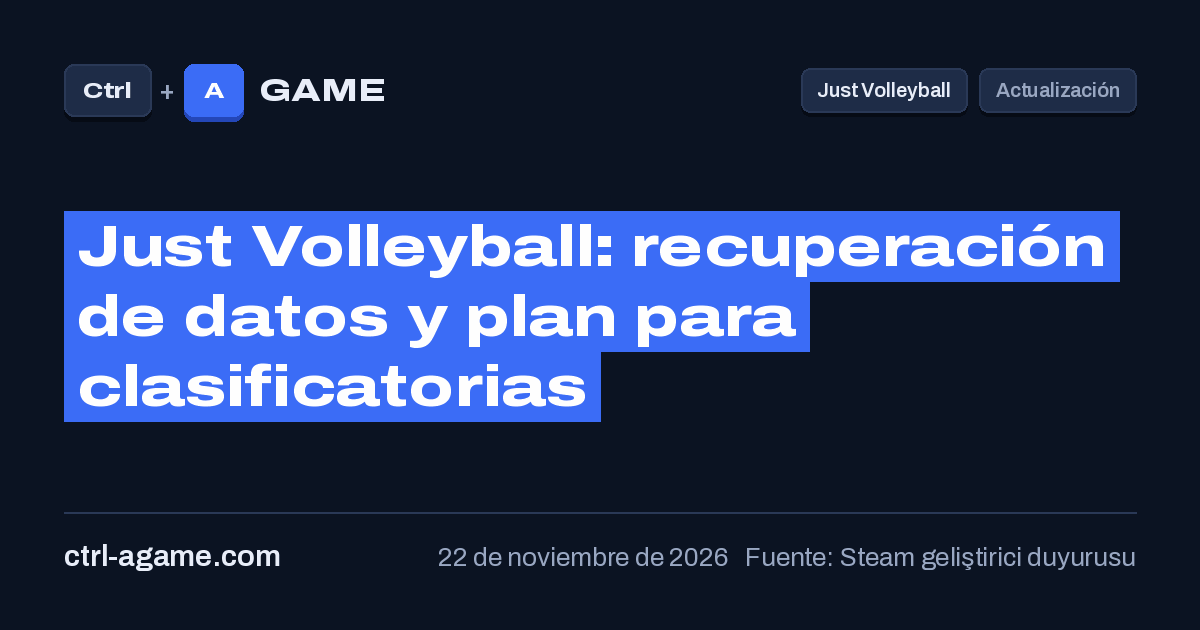 Ctrl + A GAME
Just Volleyball
Actualización
Just Volleyball: recuperación
de datos y plan para
clasificatorias
ctrl-agame.com
22 de noviembre de 2026 Fuente: Steam geliştirici duyurusu